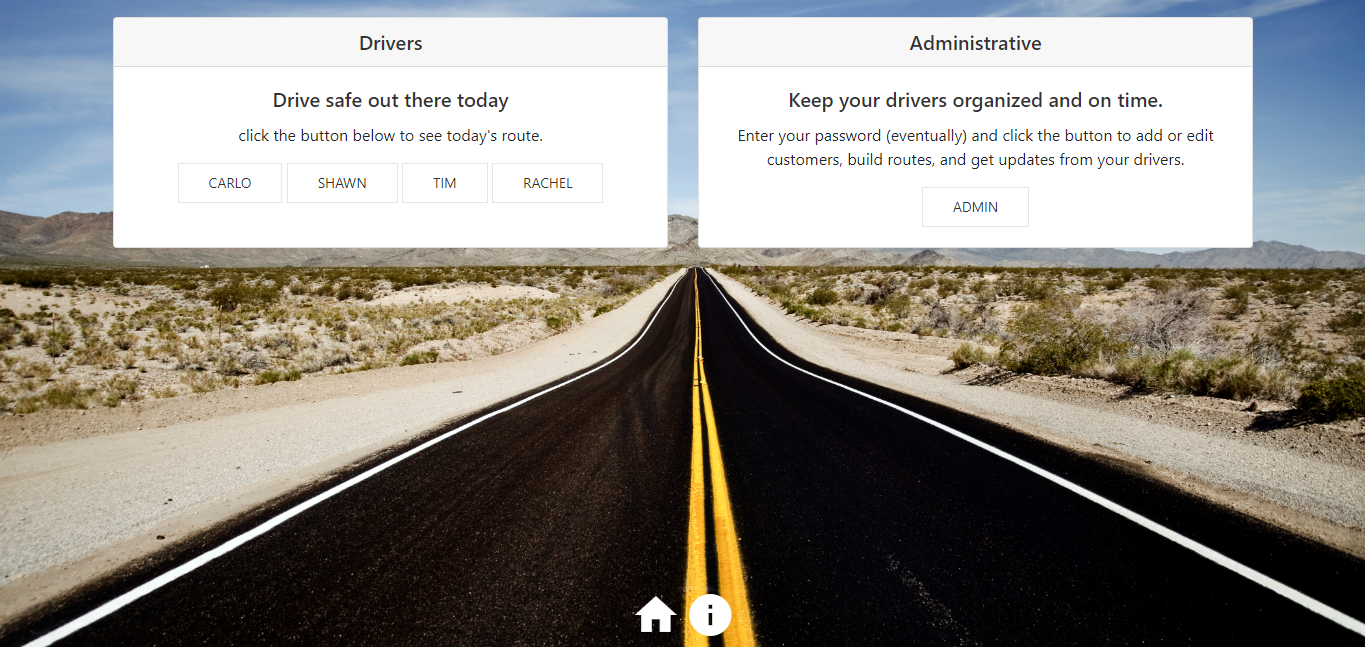 Drivers
Drive safe out there today
click the button below to see today's route.
CARLO SHAWN TIM RACHEL
Administrative
Keep your drivers organized and on time.
Enter your password (eventually) and click the button to add or edit
customers, build routes, and get updates from your drivers.
ADMIN
i